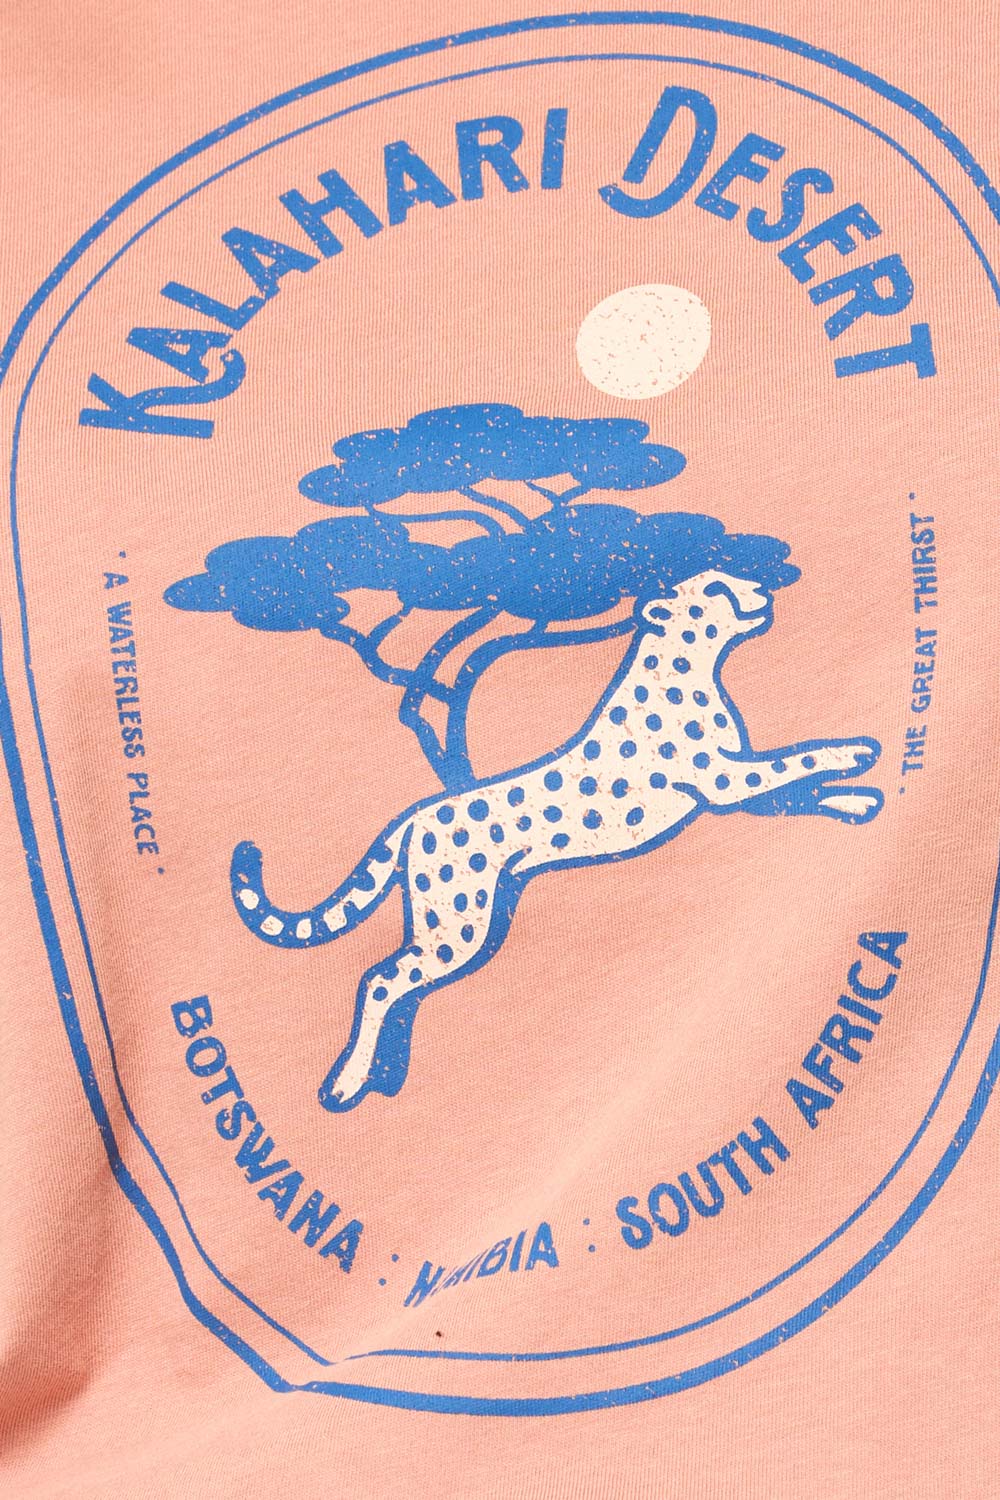 KALAHARI DESERT
· A WATERLESS PLACE ·
· THE GREAT THIRST ·
BOTSWANA : NAMIBIA : SOUTH AFRICA